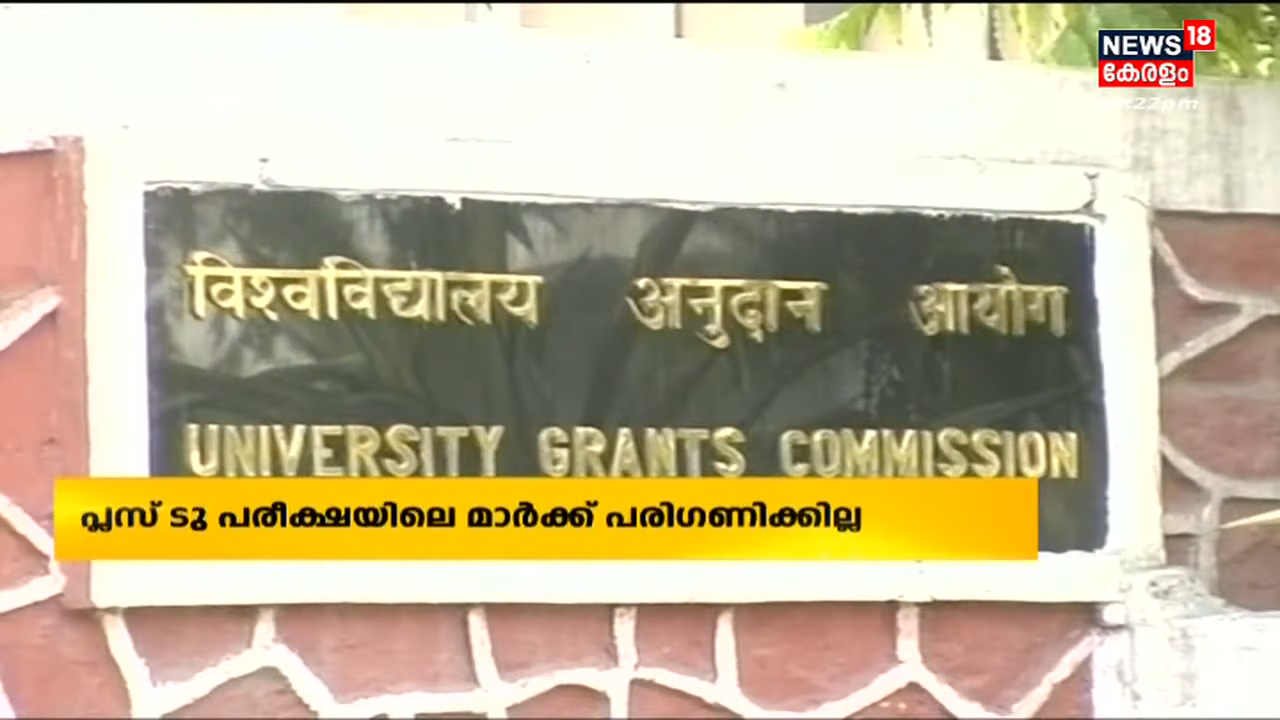 NEWS 18
കേരളം
विश्वविद्यालय अनुदान आयोग
UNIVERSITY GRANTS COMMISSION
പ്ലസ് ടു പരീക്ഷയിലെ മാർക്ക് പരിഗണിക്കില്ല